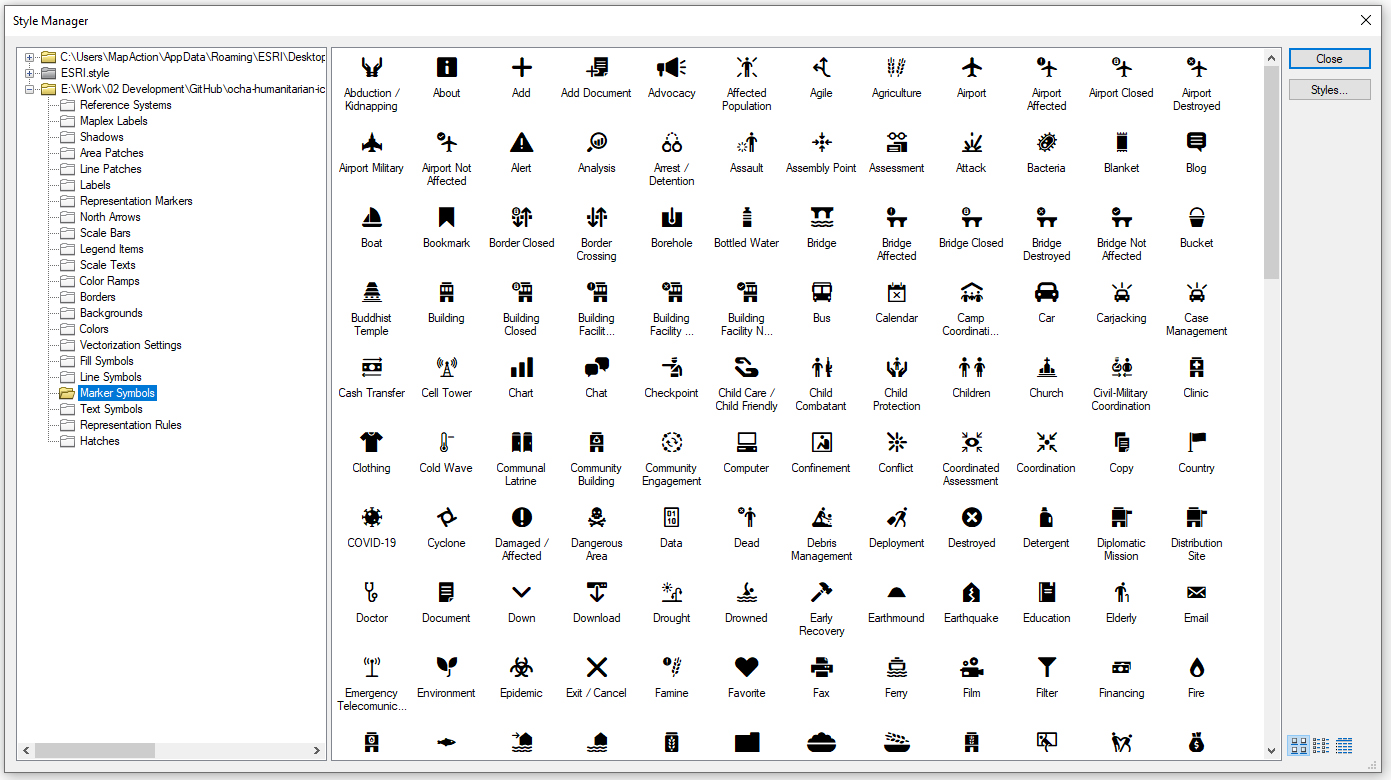 Style Manager
C:\Users\MapAction\AppData\Roaming\ESRI\Desktop
ESRI.style
E:\Work\02 Development\GitHub\ocha-humanitarian-ic
Reference Systems
Maplex Labels
Shadows
Area Patches
Line Patches
Labels
Representation Markers
North Arrows
Scale Bars
Legend Items
Scale Texts
Color Ramps
Borders
Backgrounds
Colors
Vectorization Settings
Fill Symbols
Line Symbols
Marker Symbols
Text Symbols
Representation Rules
Hatches
Abduction /
Kidnapping
About
Add
Add Document
Advocacy
Affected
Population
Agile
Agriculture
Airport
Airport
Affected
Airport Closed
Airport
Destroyed
Airport Military
Airport Not
Affected
Alert
Analysis
Arrest /
Detention
Assault
Assembly Point
Assessment
Attack
Bacteria
Blanket
Blog
Boat
Bookmark
Border Closed
Border
Crossing
Borehole
Bottled Water
Bridge
Bridge
Affected
Bridge Closed
Bridge
Destroyed
Bridge Not
Affected
Bucket
Buddhist
Temple
Building
Building
Closed
Building
Facilit...
Building
Facility ...
Building
Facility N...
Bus
Calendar
Camp
Coordinati...
Car
Carjacking
Case
Management
Cash Transfer
Cell Tower
Chart
Chat
Checkpoint
Child Care /
Child Friendly
Child
Combatant
Child
Protection
Children
Church
Civil-Military
Coordination
Clinic
Clothing
Cold Wave
Communal
Latrine
Community
Building
Community
Engagement
Computer
Confinement
Conflict
Coordinated
Assessment
Coordination
Copy
Country
COVID-19
Cyclone
Damaged /
Affected
Dangerous
Area
01
10
Data
Dead
Debris
Management
Deployment
Destroyed
Detergent
Diplomatic
Mission
Distribution
Site
Doctor
Document
Down
Download
Drought
Drowned
Early
Recovery
Earthmound
Earthquake
Education
Elderly
Email
Emergency
Telecomunic...
Environment
Epidemic
Exit / Cancel
Famine
Favorite
Fax
Ferry
Film
Filter
Financing
Fire
Close
Styles...